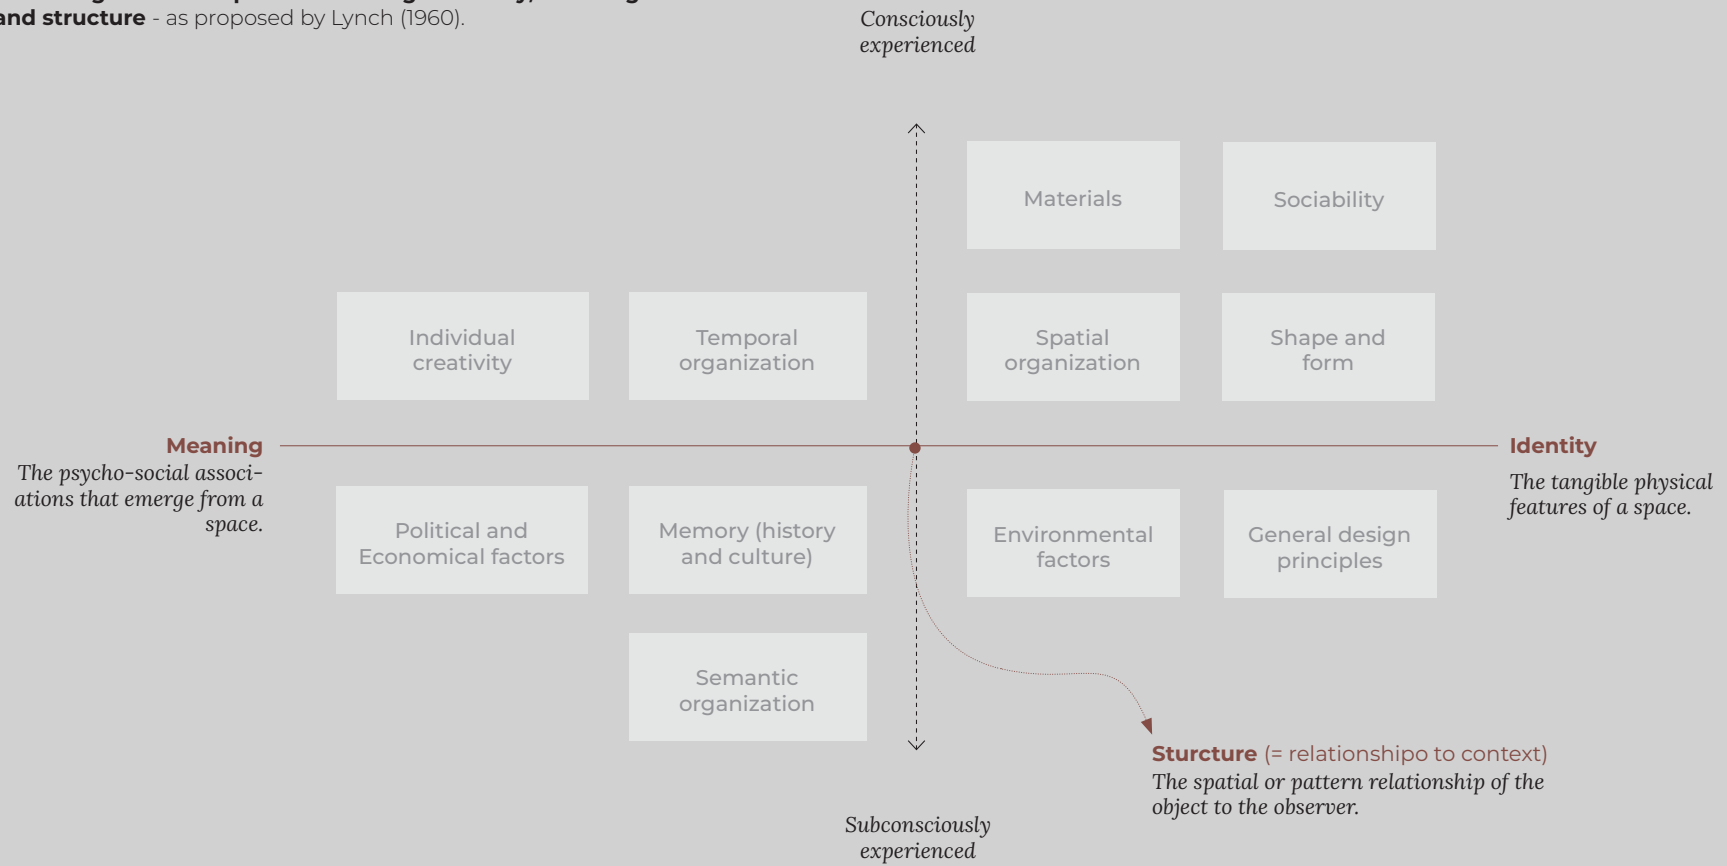 and structure - as proposed by Lynch (1960).
Consciously
experienced
Materials
Sociability
Individual
creativity
Temporal
organization
Spatial
organization
Shape and
form
Meaning
The psycho-social associ-
ations that emerge from a
space.
Identity
The tangible physical
features of a space.
Political and
Economical factors
Memory (history
and culture)
Environmental
factors
General design
principles
Semantic
organization
Sturcture (= relationshipo to context)
The spatial or pattern relationship of the
object to the observer.
Subconsciously
experienced